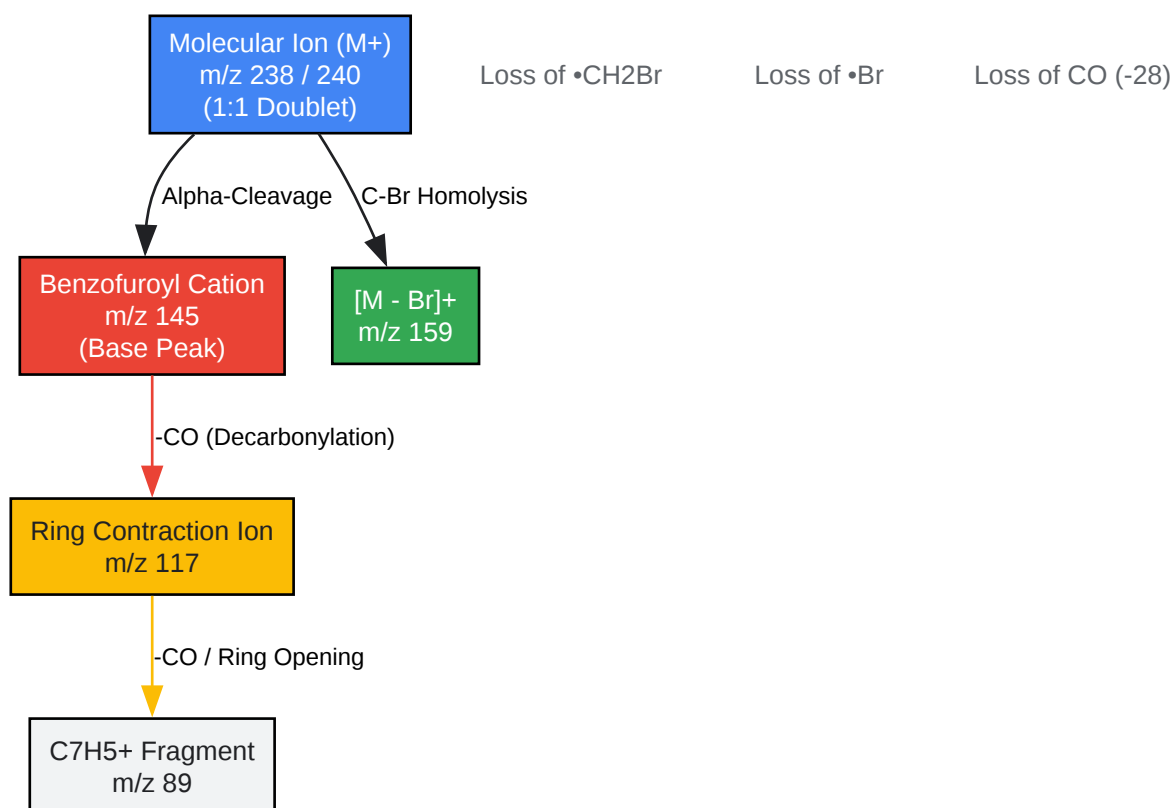 Molecular Ion (M+)
m/z 238 / 240
(1:1 Doublet)
Loss of •CH2Br
Loss of •Br
Loss of CO (-28)
Alpha-Cleavage
C-Br Homolysis
Benzofuroyl Cation
m/z 145
(Base Peak)
[M - Br]+
m/z 159
-CO (Decarbonylation)
Ring Contraction Ion
m/z 117
-CO / Ring Opening
C7H5+ Fragment
m/z 89